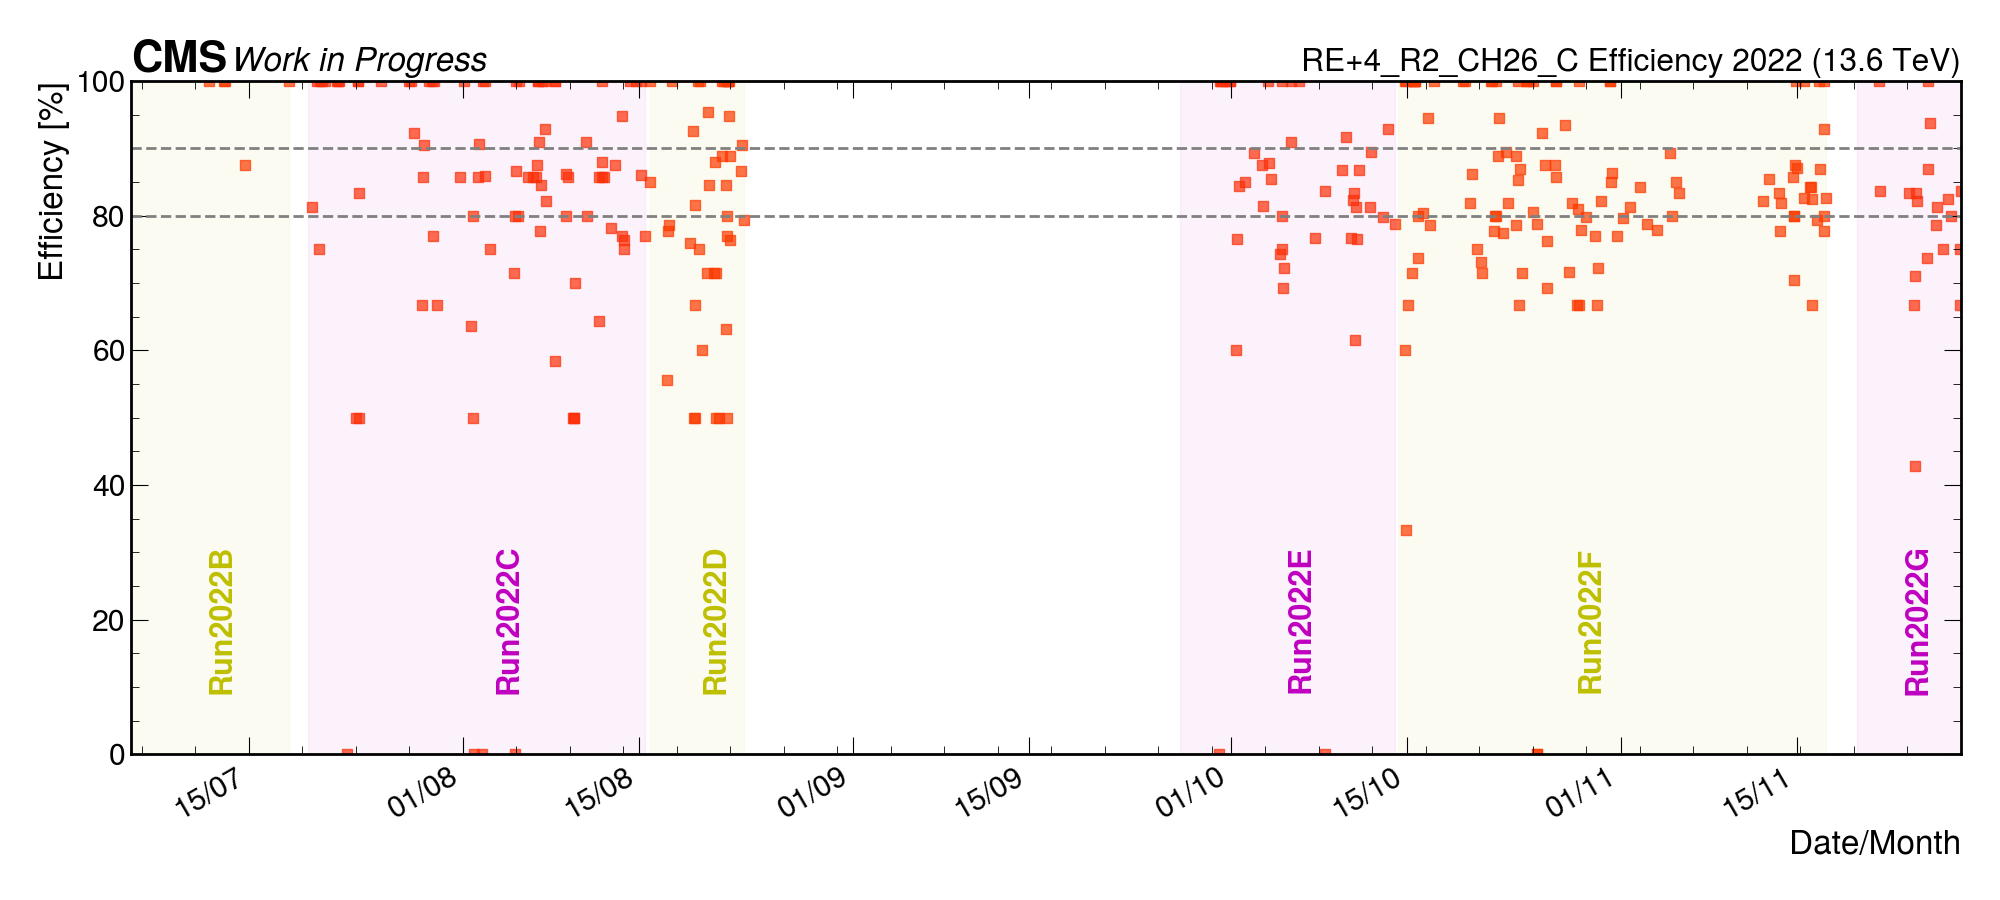 CMS Work in Progress
RE+4_R2_CH26_C Efficiency 2022 (13.6 TeV)
Efficiency [%]
100
80
60
40
20
0
Run2022B
Run2022C
Run2022D
Run2022E
Run2022F
Run2022G
15/07
01/08
15/08
01/09
15/09
01/10
15/10
01/11
15/11
Date/Month